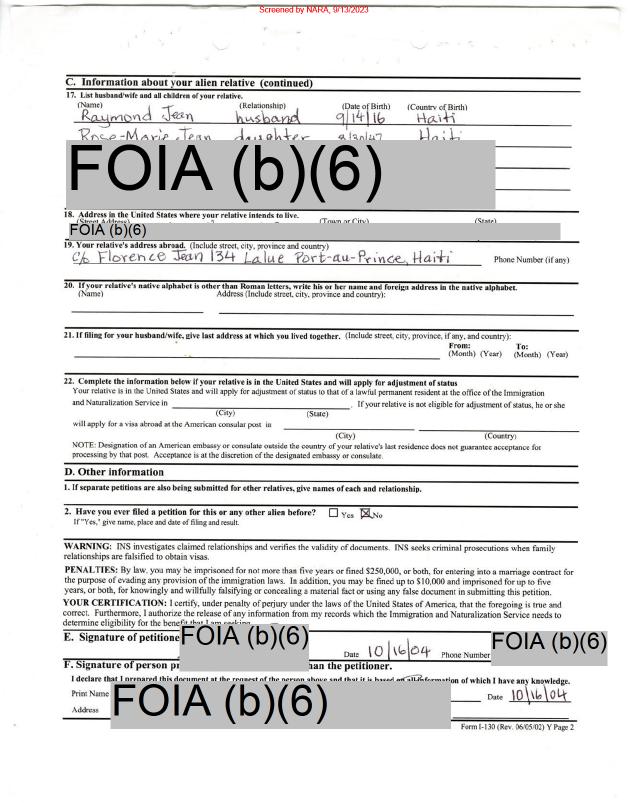 Screened by NARA, 9/13/2023
C. Information about your alien relative (continued)
17. List husband/wife and all children of your relative.
(Name) (Relationship) (Date of Birth) (Country of Birth)
Raymond Jean husband 9/14/16 Haiti
Rose-Marie Jean daughter 8/30/47 Haiti
FOIA (b)(6)
18. Address in the United States where your relative intends to live.
(Street Address) (Town or City) (State)
FOIA (b)(6)
19. Your relative's address abroad. (Include street, city, province and country)
c/o Florence Jean 134 Lalue Port-au-Prince, Haiti Phone Number (if any)
20. If your relative's native alphabet is other than Roman letters, write his or her name and foreign address in the native alphabet.
(Name) Address (Include street, city, province and country):
21. If filing for your husband/wife, give last address at which you lived together. (Include street, city, province, if any, and country):
From: To:
(Month) (Year) (Month) (Year)
22. Complete the information below if your relative is in the United States and will apply for adjustment of status
Your relative is in the United States and will apply for adjustment of status to that of a lawful permanent resident at the office of the Immigration
and Naturalization Service in . If your relative is not eligible for adjustment of status, he or she
(City) (State)
will apply for a visa abroad at the American consular post in
(City) (Country)
NOTE: Designation of an American embassy or consulate outside the country of your relative's last residence does not guarantee acceptance for
processing by that post. Acceptance is at the discretion of the designated embassy or consulate.
D. Other information
1. If separate petitions are also being submitted for other relatives, give names of each and relationship.
2. Have you ever filed a petition for this or any other alien before? ☐ Yes ☒ No
If "Yes," give name, place and date of filing and result.
WARNING: INS investigates claimed relationships and verifies the validity of documents. INS seeks criminal prosecutions when family
relationships are falsified to obtain visas.
PENALTIES: By law, you may be imprisoned for not more than five years or fined $250,000, or both, for entering into a marriage contract for
the purpose of evading any provision of the immigration laws. In addition, you may be fined up to $10,000 and imprisoned for up to five
years, or both, for knowingly and willfully falsifying or concealing a material fact or using any false document in submitting this petition.
YOUR CERTIFICATION: I certify, under penalty of perjury under the laws of the United States of America, that the foregoing is true and
correct. Furthermore, I authorize the release of any information from my records which the Immigration and Naturalization Service needs to
determine eligibility for the benefit that I am seeking.
E. Signature of petitione FOIA (b)(6) Date 10/16/04 Phone Number FOIA (b)(6)
F. Signature of person pr han the petitioner.
I declare that I prepared this document at the request of the person above and that it is based on all information of which I have any knowledge.
Print Name FOIA (b)(6) Date 10/16/04
Address
Form I-130 (Rev. 06/05/02) Y Page 2